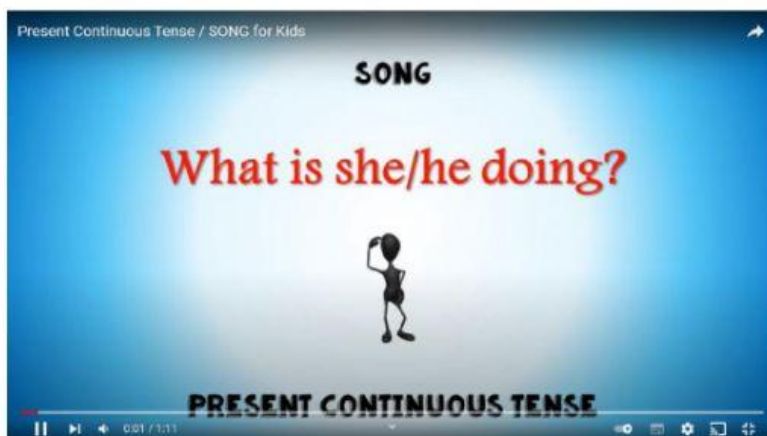 Present Continuous Tense / SONG for Kids
SONG
What is she/he doing?
PRESENT CONTINUOUS TENSE
0:01 / 1:11